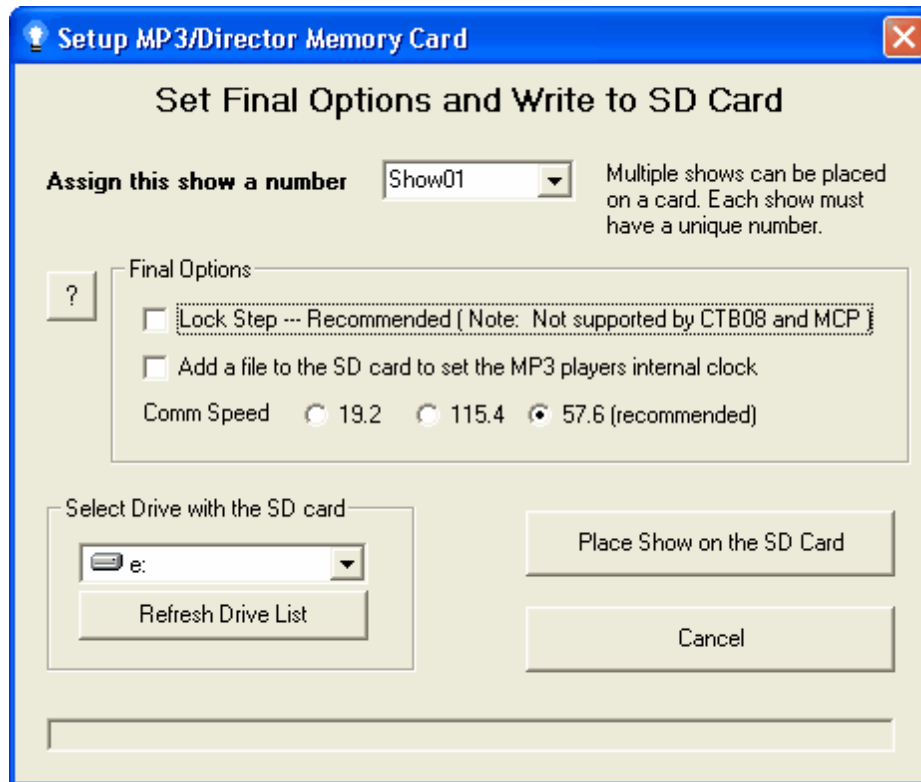 Setup MP3/Director Memory Card
Set Final Options and Write to SD Card
Assign this show a number
Show01
Multiple shows can be placed
on a card. Each show must
have a unique number.
?
Final Options
Lock Step --- Recommended ( Note:  Not supported by CTB08 and MCP )
Add a file to the SD card to set the MP3 players internal clock
Comm Speed 19.2 115.4 57.6 (recommended)
Select Drive with the SD card
e:
Refresh Drive List
Place Show on the SD Card
Cancel